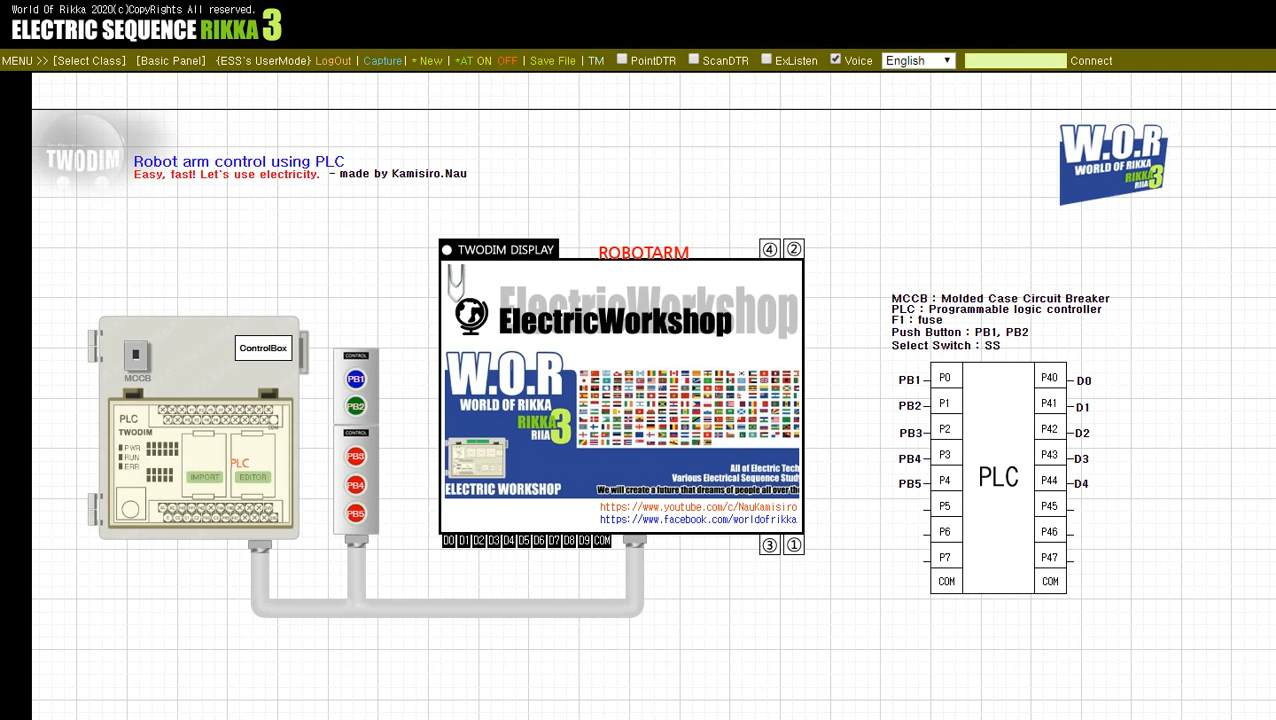 World Of Rikka 2020(c)CopyRights All rights reserved.
ELECTRIC SEQUENCE RIKKA 3
MENU >> [Select Class] [Basic Panel] {ESS's UserMode} LogOut | Capture | * New | *AT ON OFF | Save File | TM PointDTR ScanDTR ExListen Voice English Connect
TWODIM
Robot arm control using PLC
Easy, fast! Let's use electricity. - made by Kamisiro.Nau
W.O.R
WORLD OF RIKKA
RIKKA 3
RIIA
TWODIM DISPLAY ROBOTARM ④ ②
ElectricWorkshop
ElectricWorkshop
W.O.R
WORLD OF RIKKA
RIKKA 3
RIIA
ELECTRIC WORKSHOP
All of Electric Tech
Various Electrical Sequence Stud
We will create a future that dreams of people all over th
https://www.youtube.com/c/NauKamisiro
https://www.facebook.com/worldofrikka
D0 D1 D2 D3 D4 D5 D6 D7 D8 D9 COM ③ ①
ControlBox
MOCB
PLC
TWODIM
PWR
RUN
ERR
PLC
IMPORT EDITOR
CONTROL
PB1
PB2
CONTROL
PB3
PB4
PB5
MCCB : Molded Case Circuit Breaker
PLC : Programmable logic controller
F1 : fuse
Push Button : PB1, PB2
Select Switch : SS
PB1 P0 P40 D0
PB2 P1 P41 D1
PB3 P2 P42 D2
PB4 P3 P43 D3
PB5 P4 PLC P44 D4
P5 P45
P6 P46
P7 P47
COM COM